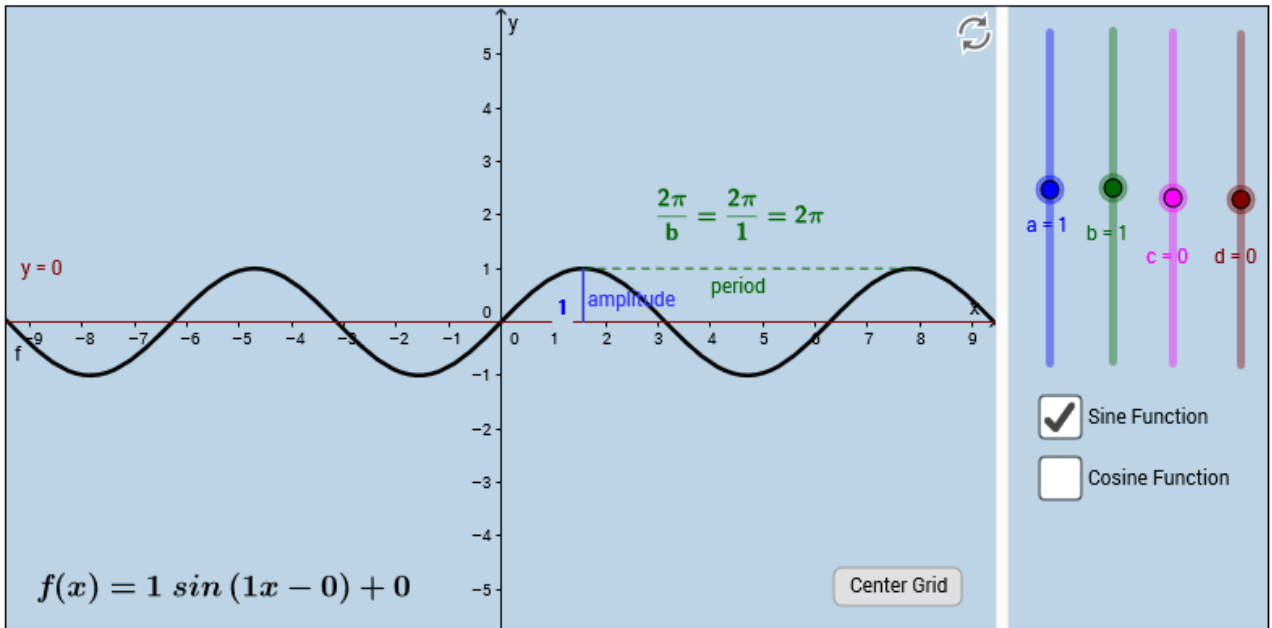 y
5
4
3
2π/b = 2π/1 = 2π
2
y = 0
1
period
1 amplitude
0
x
−9 −8 −7 −6 −5 −4 −3 −2 −1 0 1 2 3 4 5 6 7 8 9
f
−1
−2
−3
−4
−5
f(x) = 1 sin (1x − 0) + 0
Center Grid
a = 1
b = 1
c = 0
d = 0
Sine Function
Cosine Function